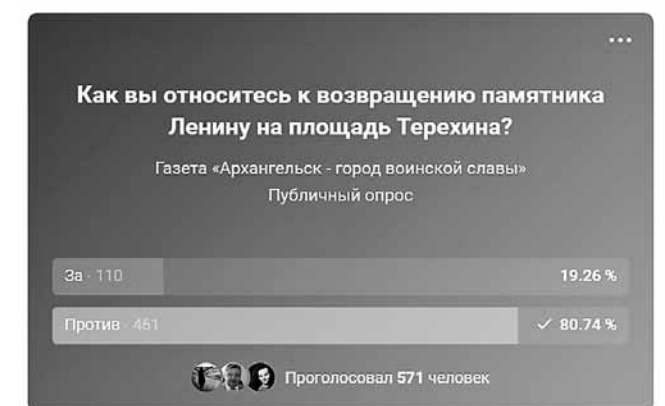 Как вы относитесь к возвращению памятника
Ленину на площадь Терехина?
Газета «Архангельск - город воинской славы»
Публичный опрос
За · 110 19.26 %
Против · 461 ✓ 80.74 %
Проголосовал 571 человек